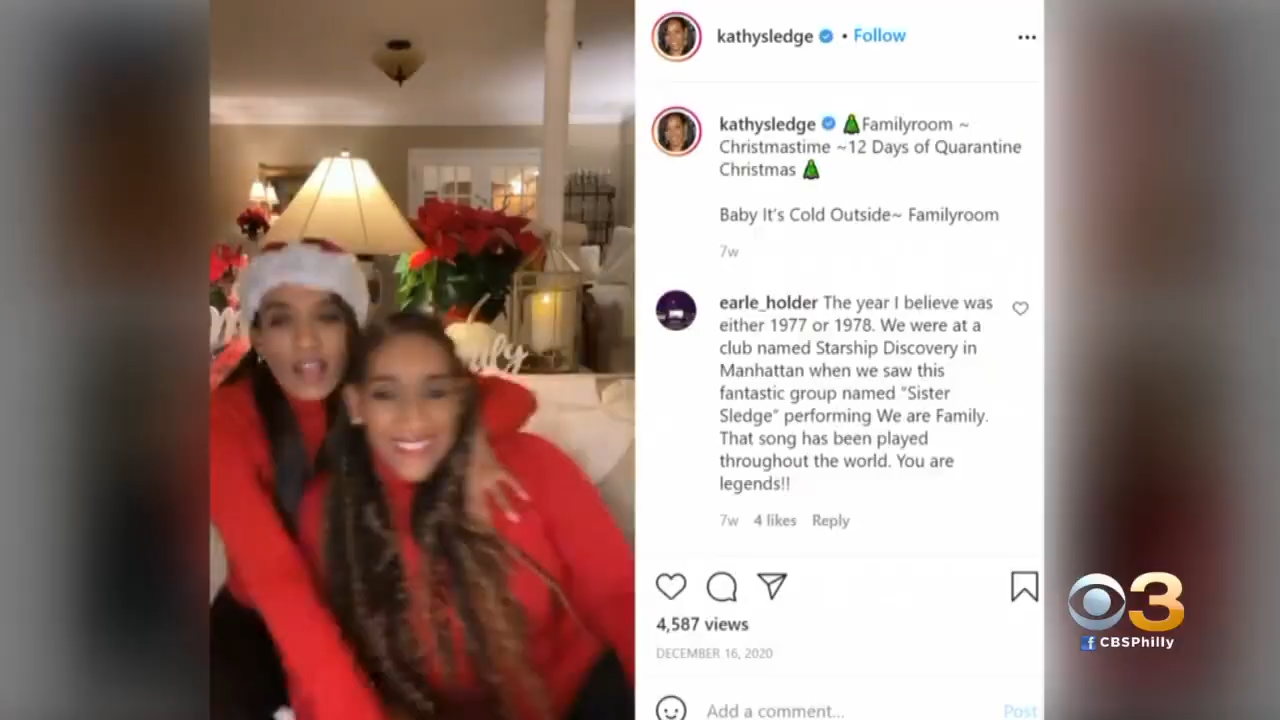 kathysledge • Follow
kathysledge 🎄Familyroom ~
Christmastime ~12 Days of Quarantine
Christmas 🎄
Baby It's Cold Outside~ Familyroom
7w
earle_holder The year I believe was
either 1977 or 1978. We were at a
club named Starship Discovery in
Manhattan when we saw this
fantastic group named "Sister
Sledge" performing We are Family.
That song has been played
throughout the world. You are
legends!!
7w 4 likes Reply
4,587 views
DECEMBER 16, 2020
Add a comment... Post
3
f CBSPhilly